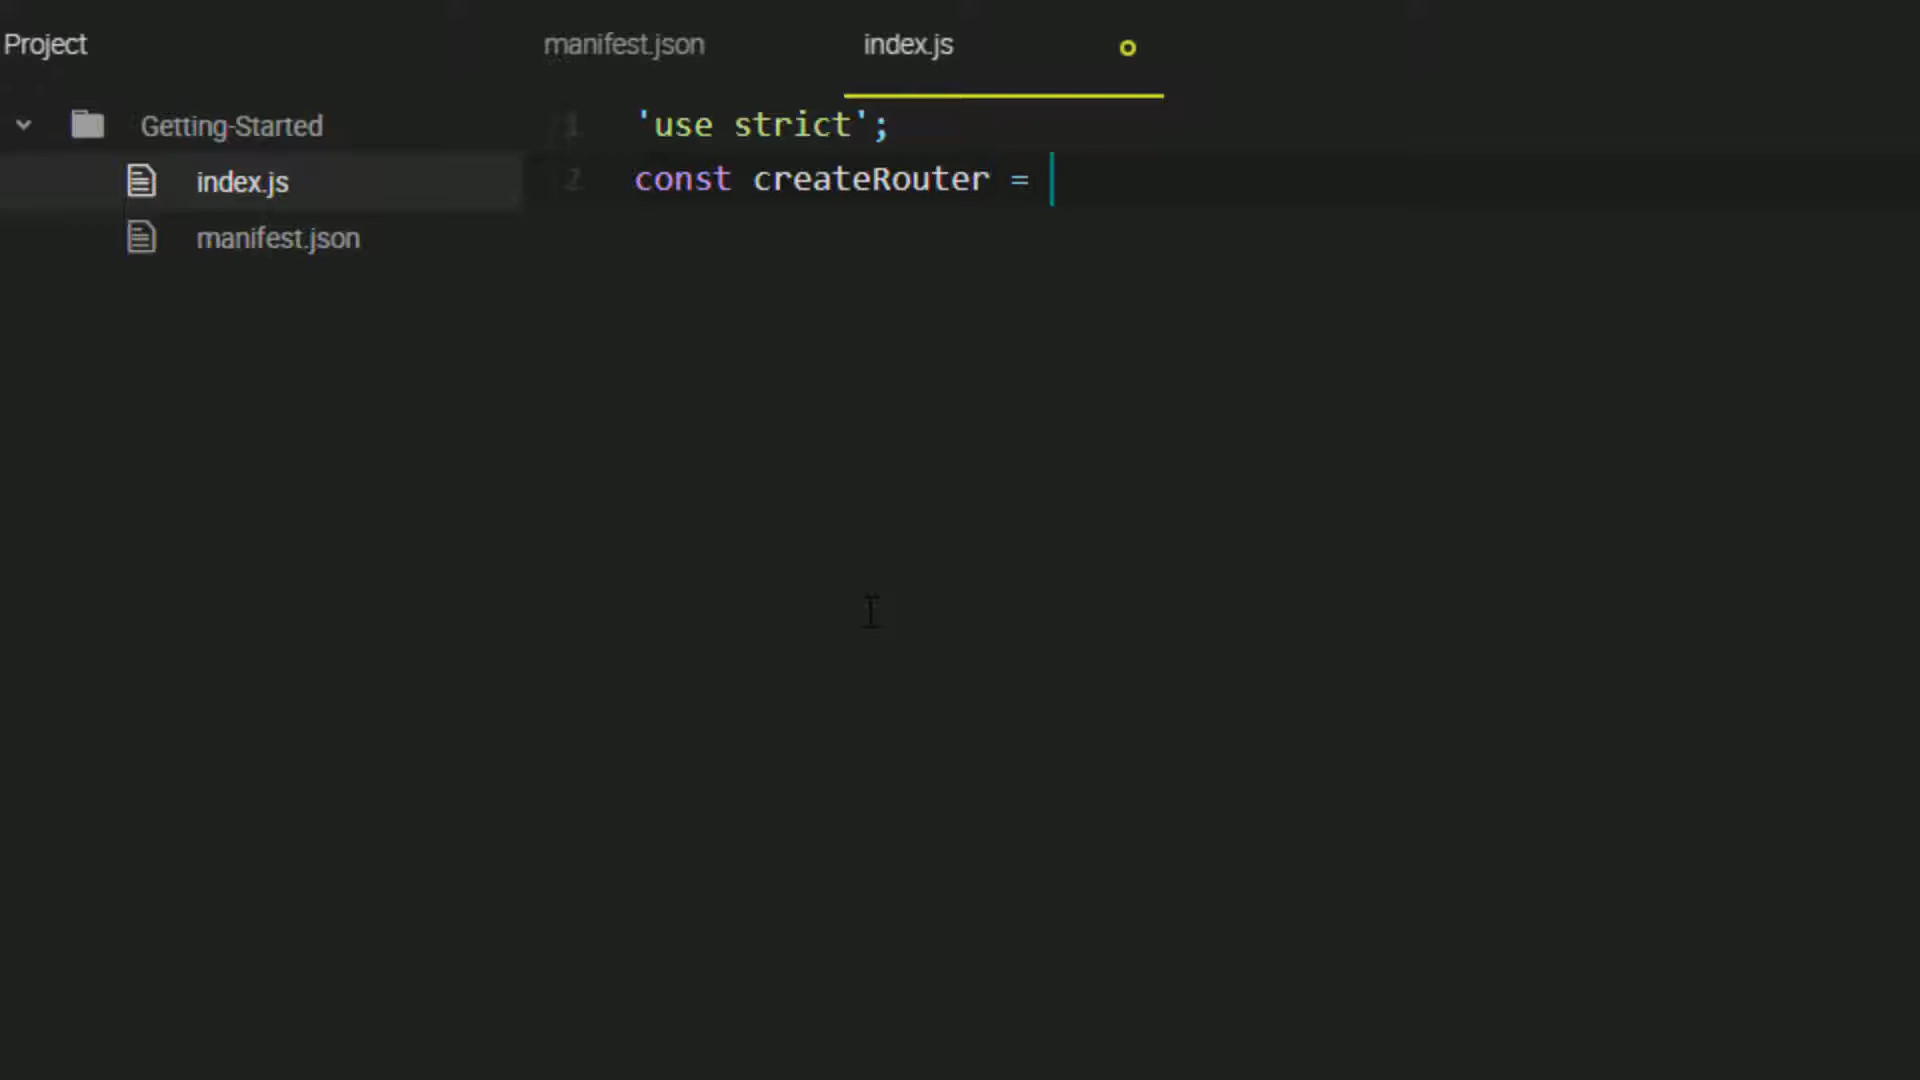 Project
manifest.json
index.js
Getting-Started
index.js
manifest.json
1 'use strict';
2 const createRouter =